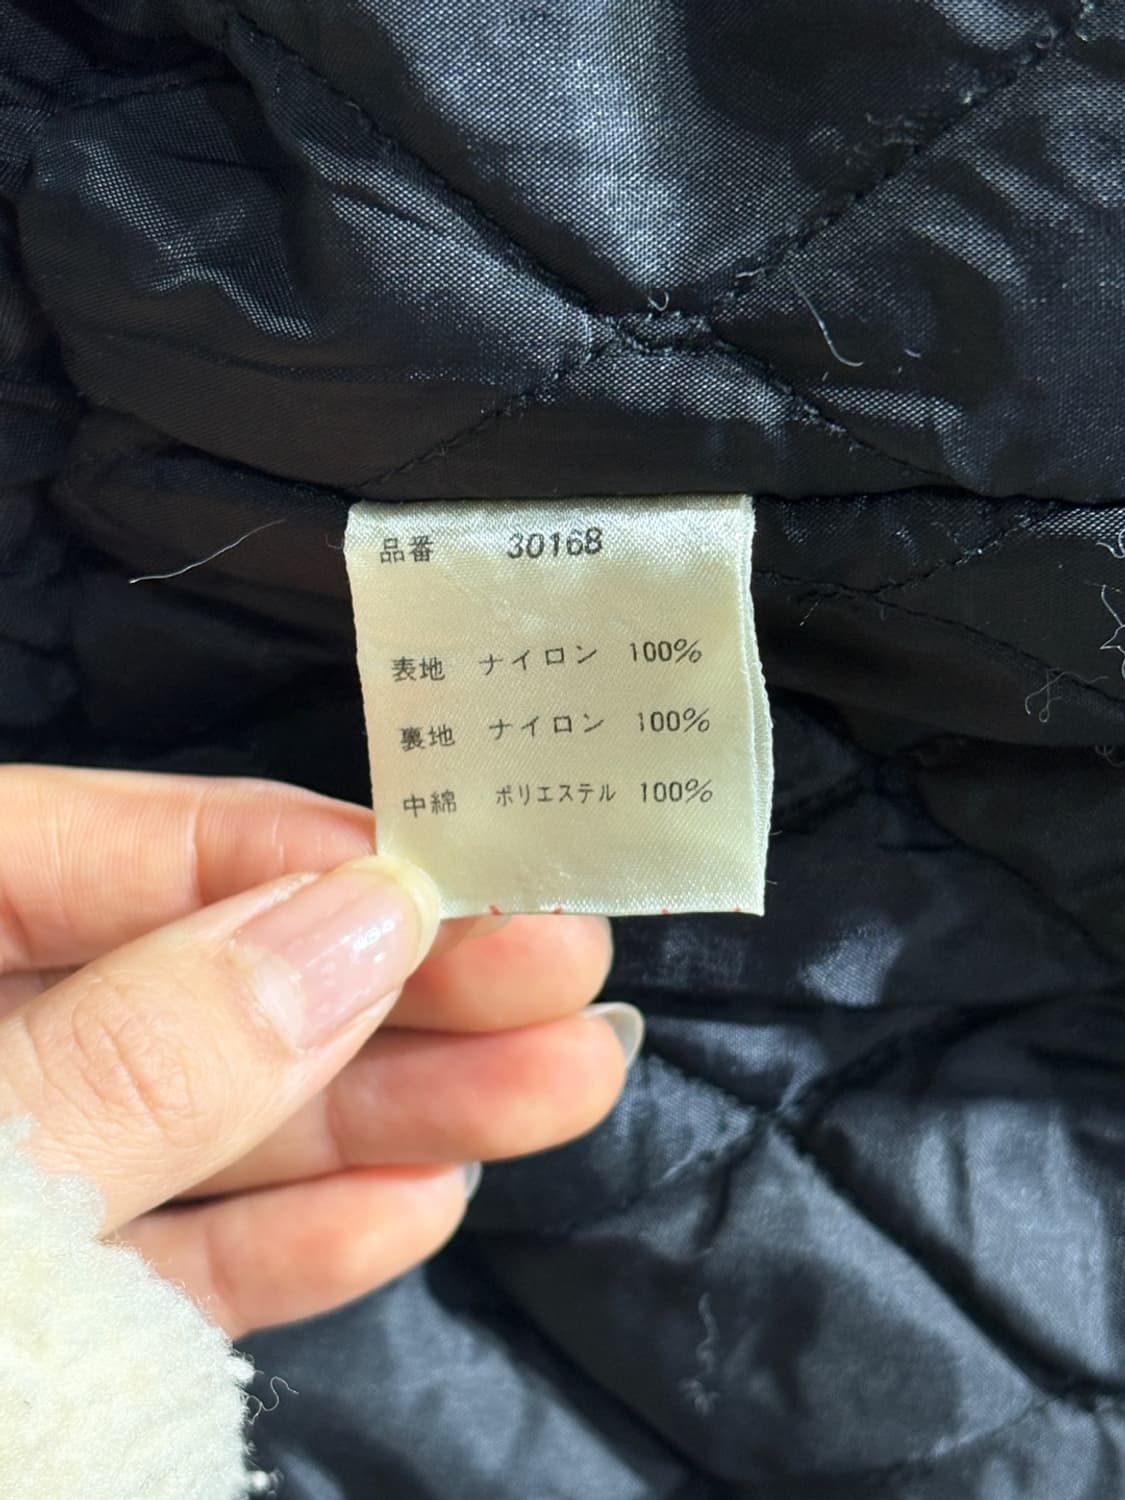 品番 30168
表地 ナイロン 100%
裏地 ナイロン 100%
中綿 ポリエステル 100%